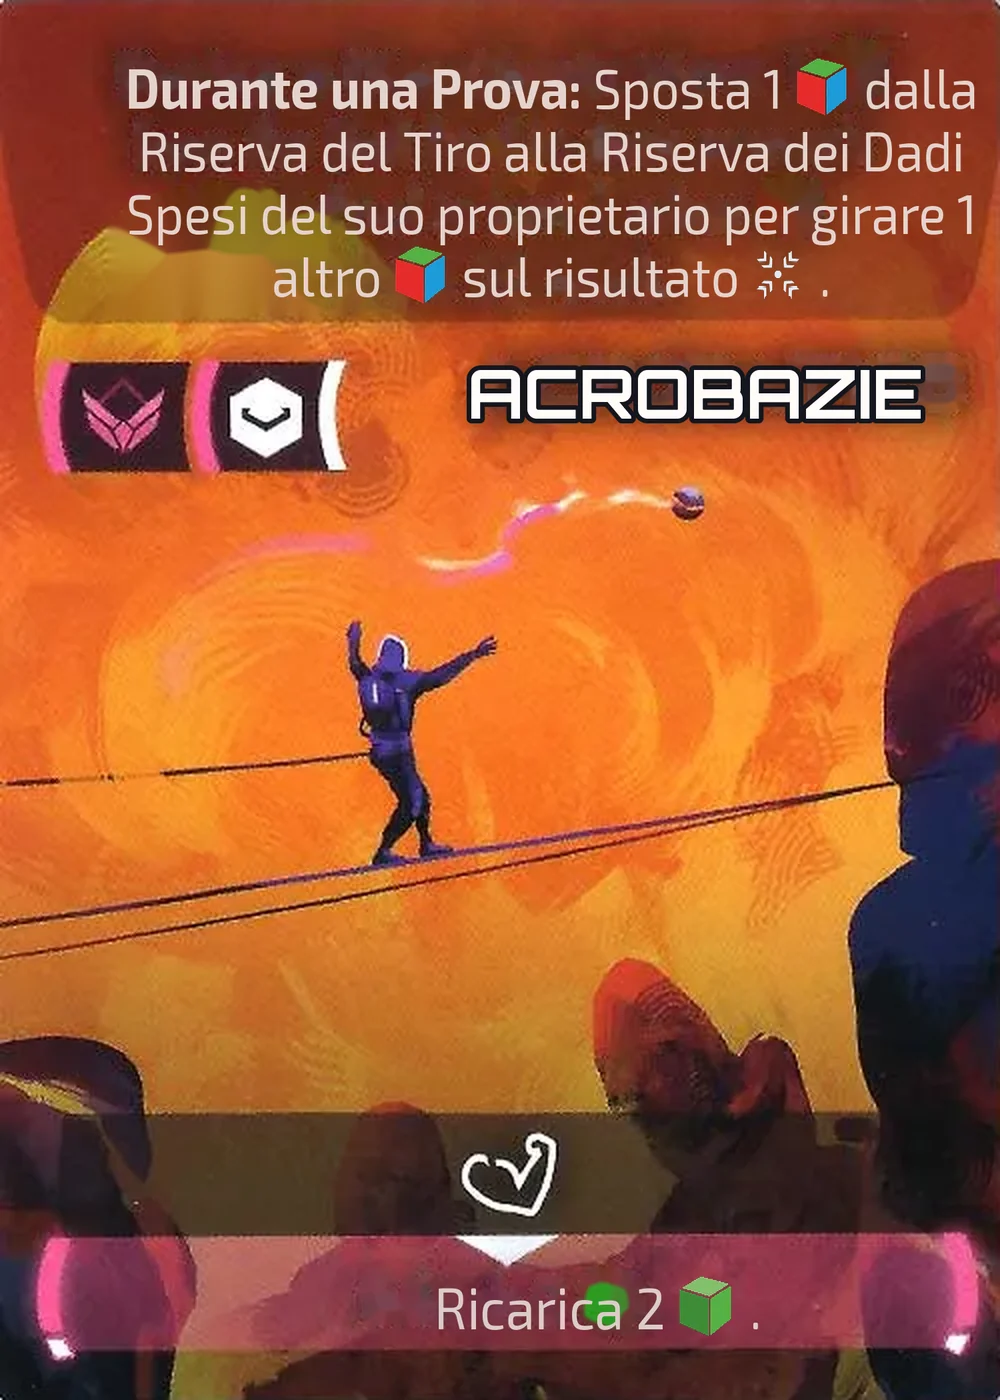 Durante una Prova: Sposta 1 dalla
Riserva del Tiro alla Riserva dei Dadi
Spesi del suo proprietario per girare 1
altro sul risultato .
ACROBAZIE
Ricarica 2 .